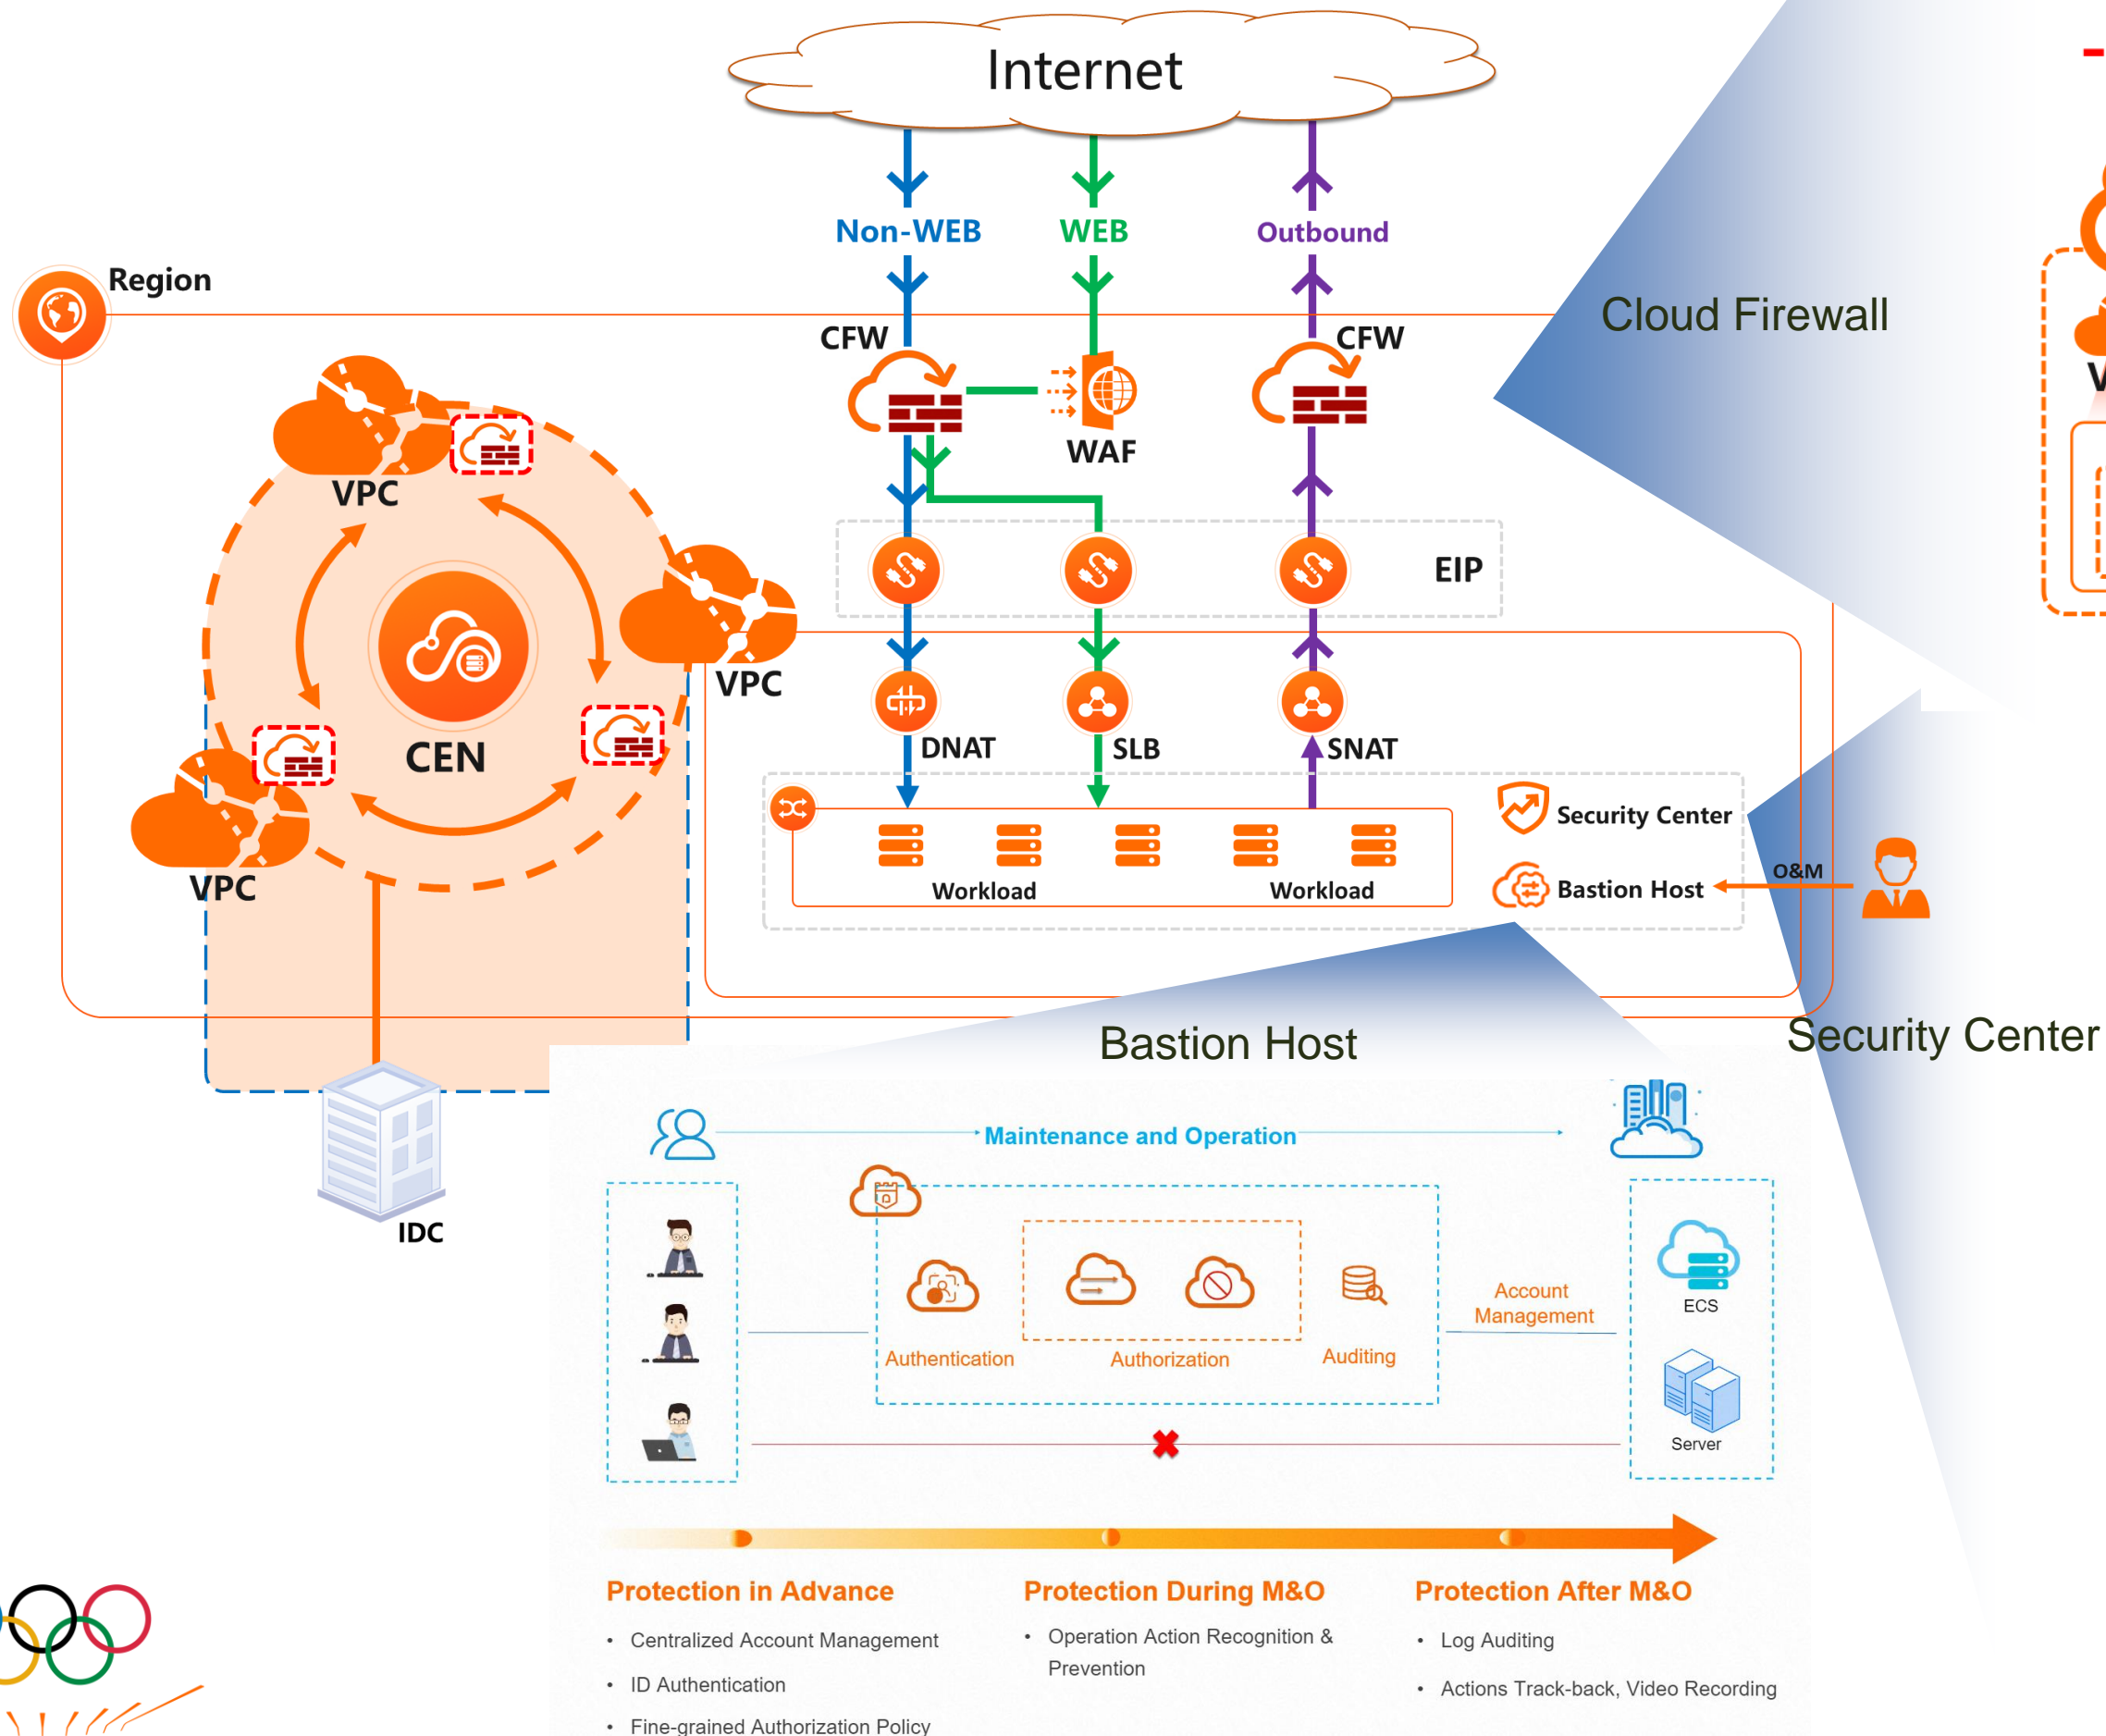 Internet
Non-WEB
WEB
Outbound
Region
Cloud Firewall
CFW
CFW
WAF
VPC
EIP
VPC
CEN
DNAT
SLB
SNAT
Security Center
VPC
Workload
Workload
Bastion Host
O&M
Bastion Host
Security Center
Maintenance and Operation
IDC
Account
Management
ECS
Authentication
Authorization
Auditing
Server
Protection in Advance
Protection During M&O
Protection After M&O
• Centralized Account Management
• ID Authentication
• Fine-grained Authorization Policy
• Operation Action Recognition &
Prevention
• Log Auditing
• Actions Track-back, Video Recording